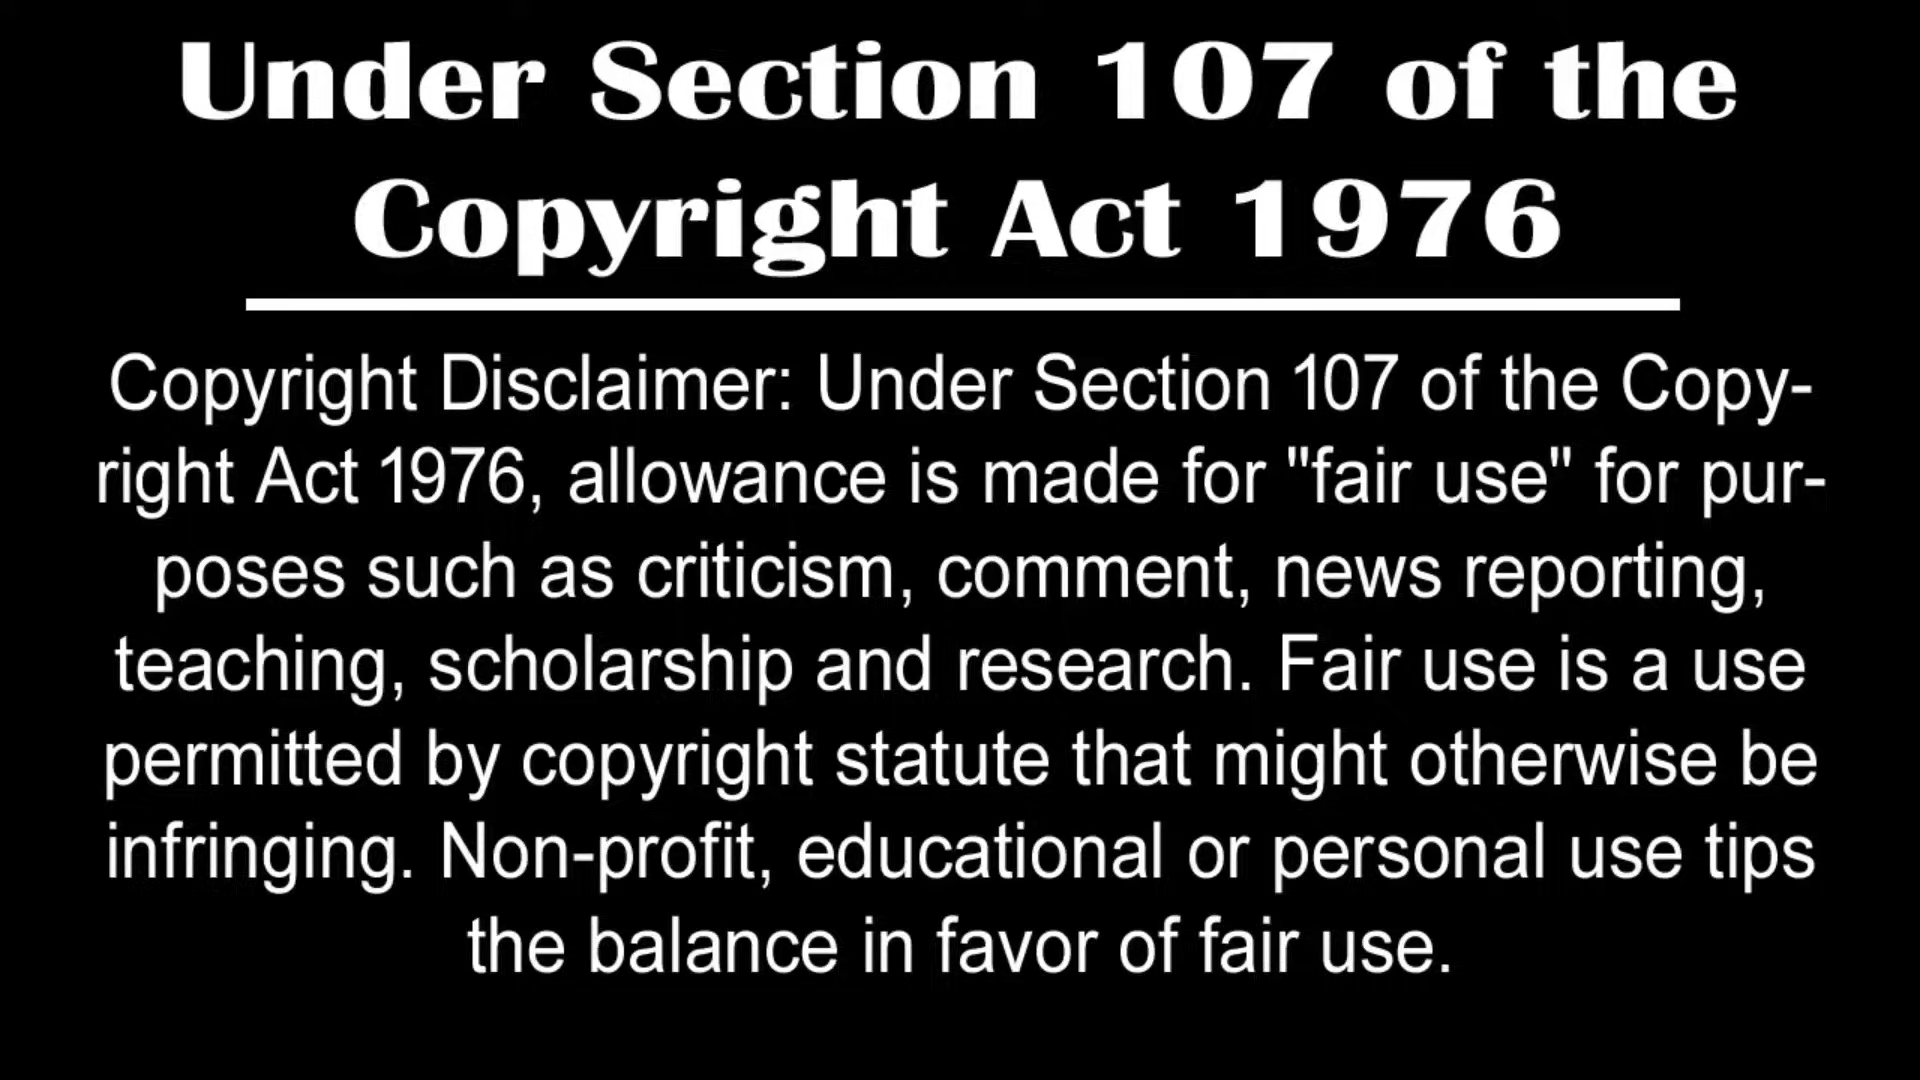 Under Section 107 of the
Copyright Act 1976
Copyright Disclaimer: Under Section 107 of the Copy-
right Act 1976, allowance is made for "fair use" for pur-
poses such as criticism, comment, news reporting,
teaching, scholarship and research. Fair use is a use
permitted by copyright statute that might otherwise be
infringing. Non-profit, educational or personal use tips
the balance in favor of fair use.